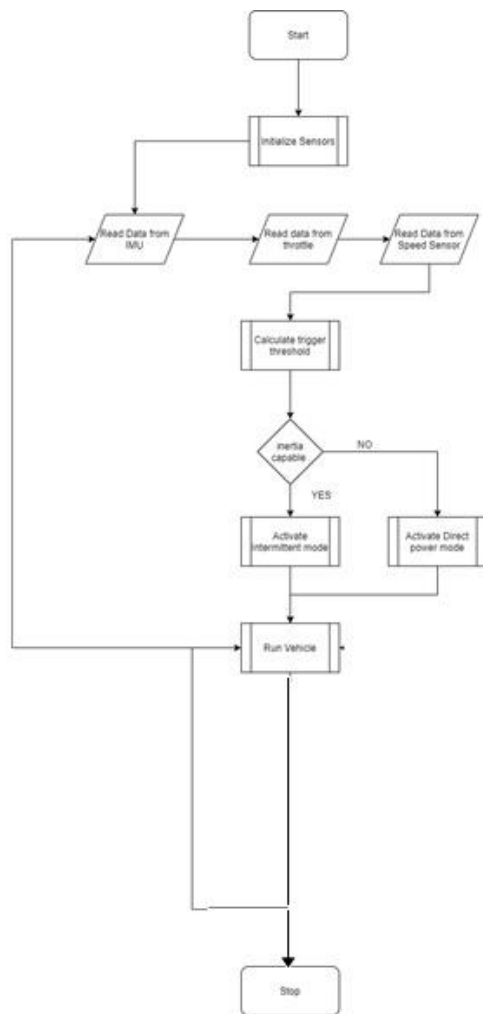 Start
Initialize Sensors
Read Data from
IMU
Read data from
throttle
Read Data from
Speed Sensor
Calculate trigger
threshold
inertia
capable
NO
YES
Activate
intermittent mode
Activate Direct
power mode
Run Vehicle
Stop